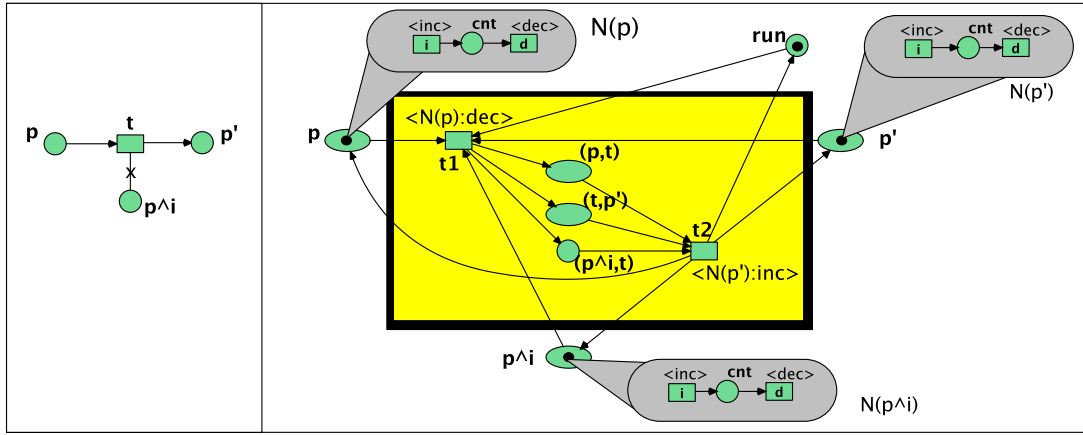 p
t
p'
x
p^i
<inc> cnt <dec>
i
d
N(p)
run
<inc> cnt <dec>
i
d
N(p')
p
<N(p):dec>
t1
p'
(p,t)
(t,p')
(p^i,t)
t2
<N(p'):inc>
p^i
<inc> cnt <dec>
i
d
N(p^i)